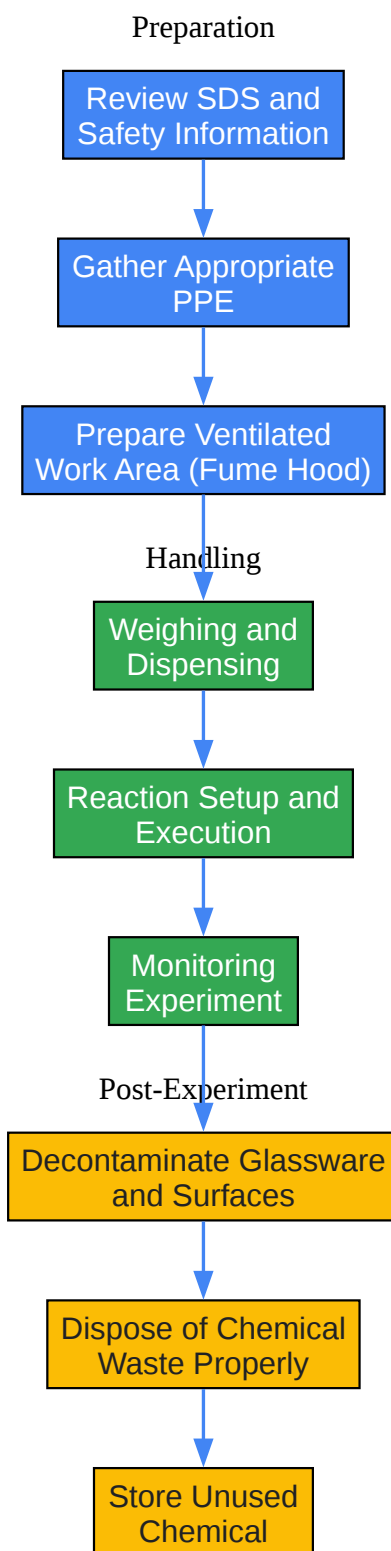 Preparation
Review SDS and
Safety Information
Gather Appropriate
PPE
Prepare Ventilated
Work Area (Fume Hood)
Handling
Weighing and
Dispensing
Reaction Setup and
Execution
Monitoring
Experiment
Post-Experiment
Decontaminate Glassware
and Surfaces
Dispose of Chemical
Waste Properly
Store Unused
Chemical